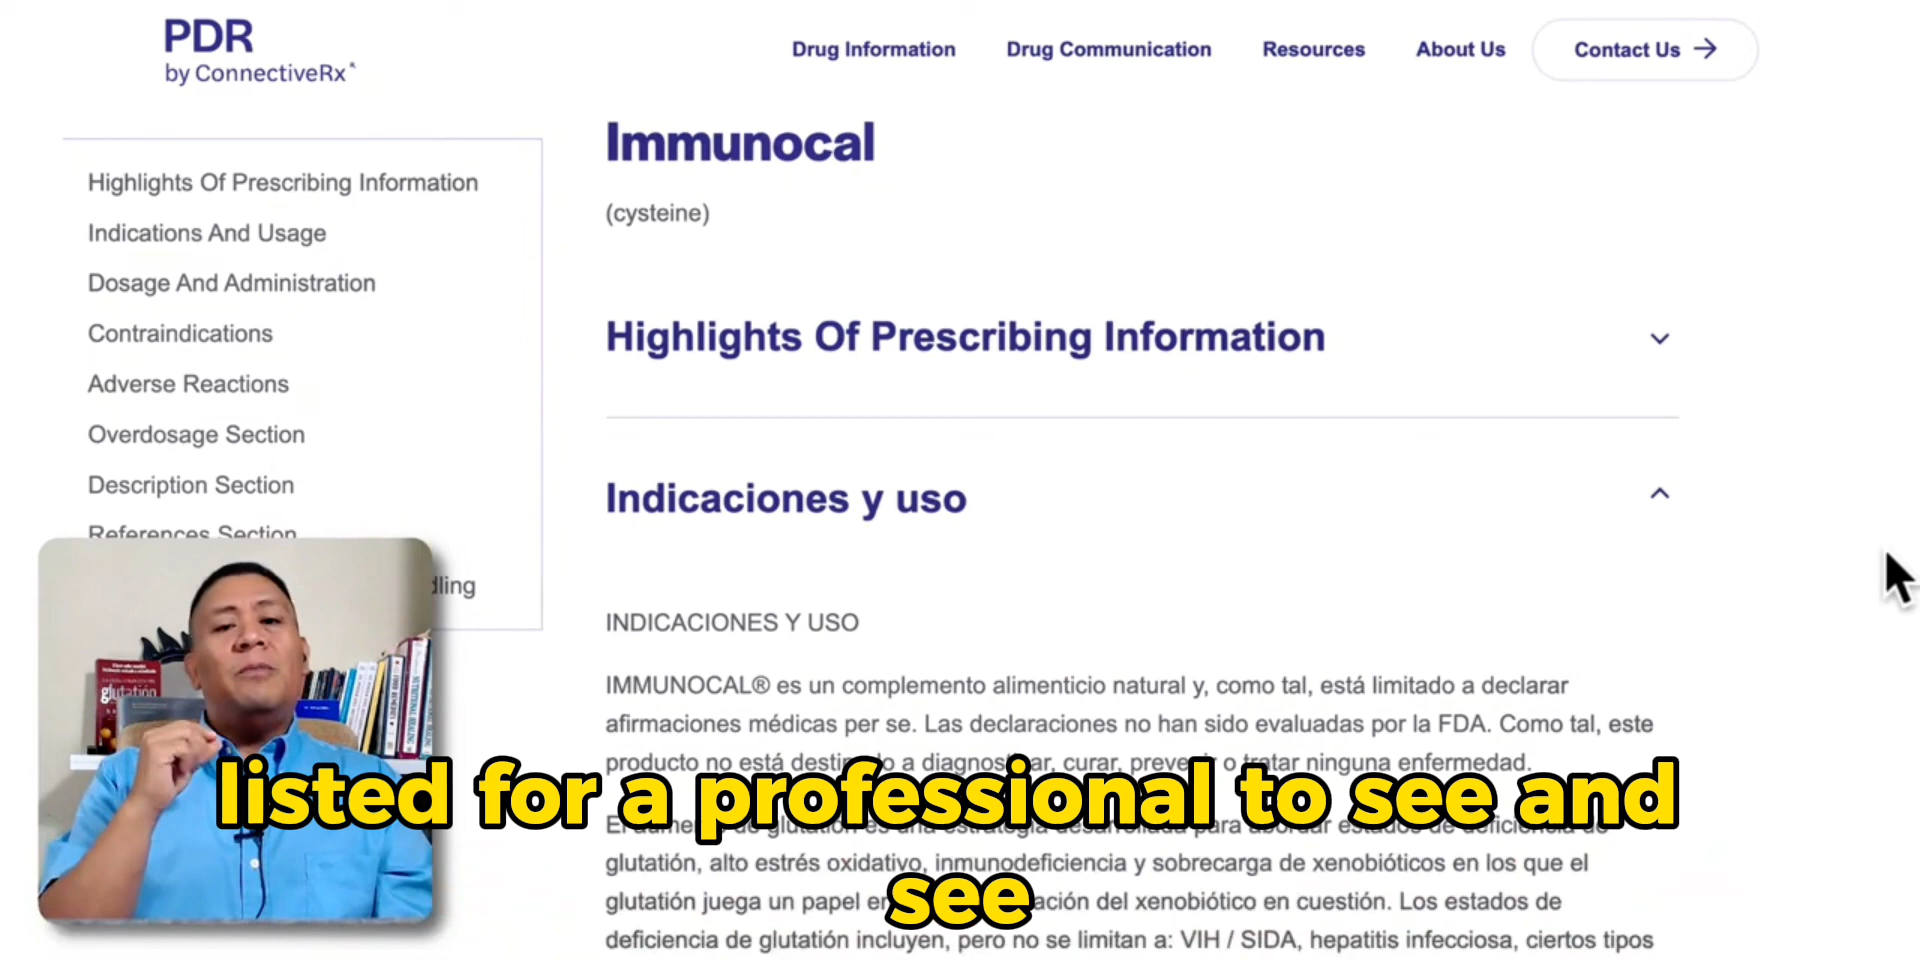 PDR
by ConnectiveRx
Drug Information
Drug Communication
Resources
About Us
Contact Us →
Highlights Of Prescribing Information
Indications And Usage
Dosage And Administration
Contraindications
Adverse Reactions
Overdosage Section
Description Section
References Section
Immunocal
(cysteine)
Highlights Of Prescribing Information
Indicaciones y uso
INDICACIONES Y USO
IMMUNOCAL® es un complemento alimenticio natural y, como tal, está limitado a declarar
afirmaciones médicas per se. Las declaraciones no han sido evaluadas por la FDA. Como tal, este
producto no está a diagnosticar, curar, o tratar ninguna enfermedad.
glutatión, alto estrés oxidativo, inmunodeficiencia y sobrecarga de xenobióticos en los que el
glutatión juega un papel del xenobiótico en cuestión. Los estados de
deficiencia de glutatión incluyen, pero no se limitan a: VIH / SIDA, hepatitis infecciosa, ciertos tipos
glutatión
listed for a professional to see and
see